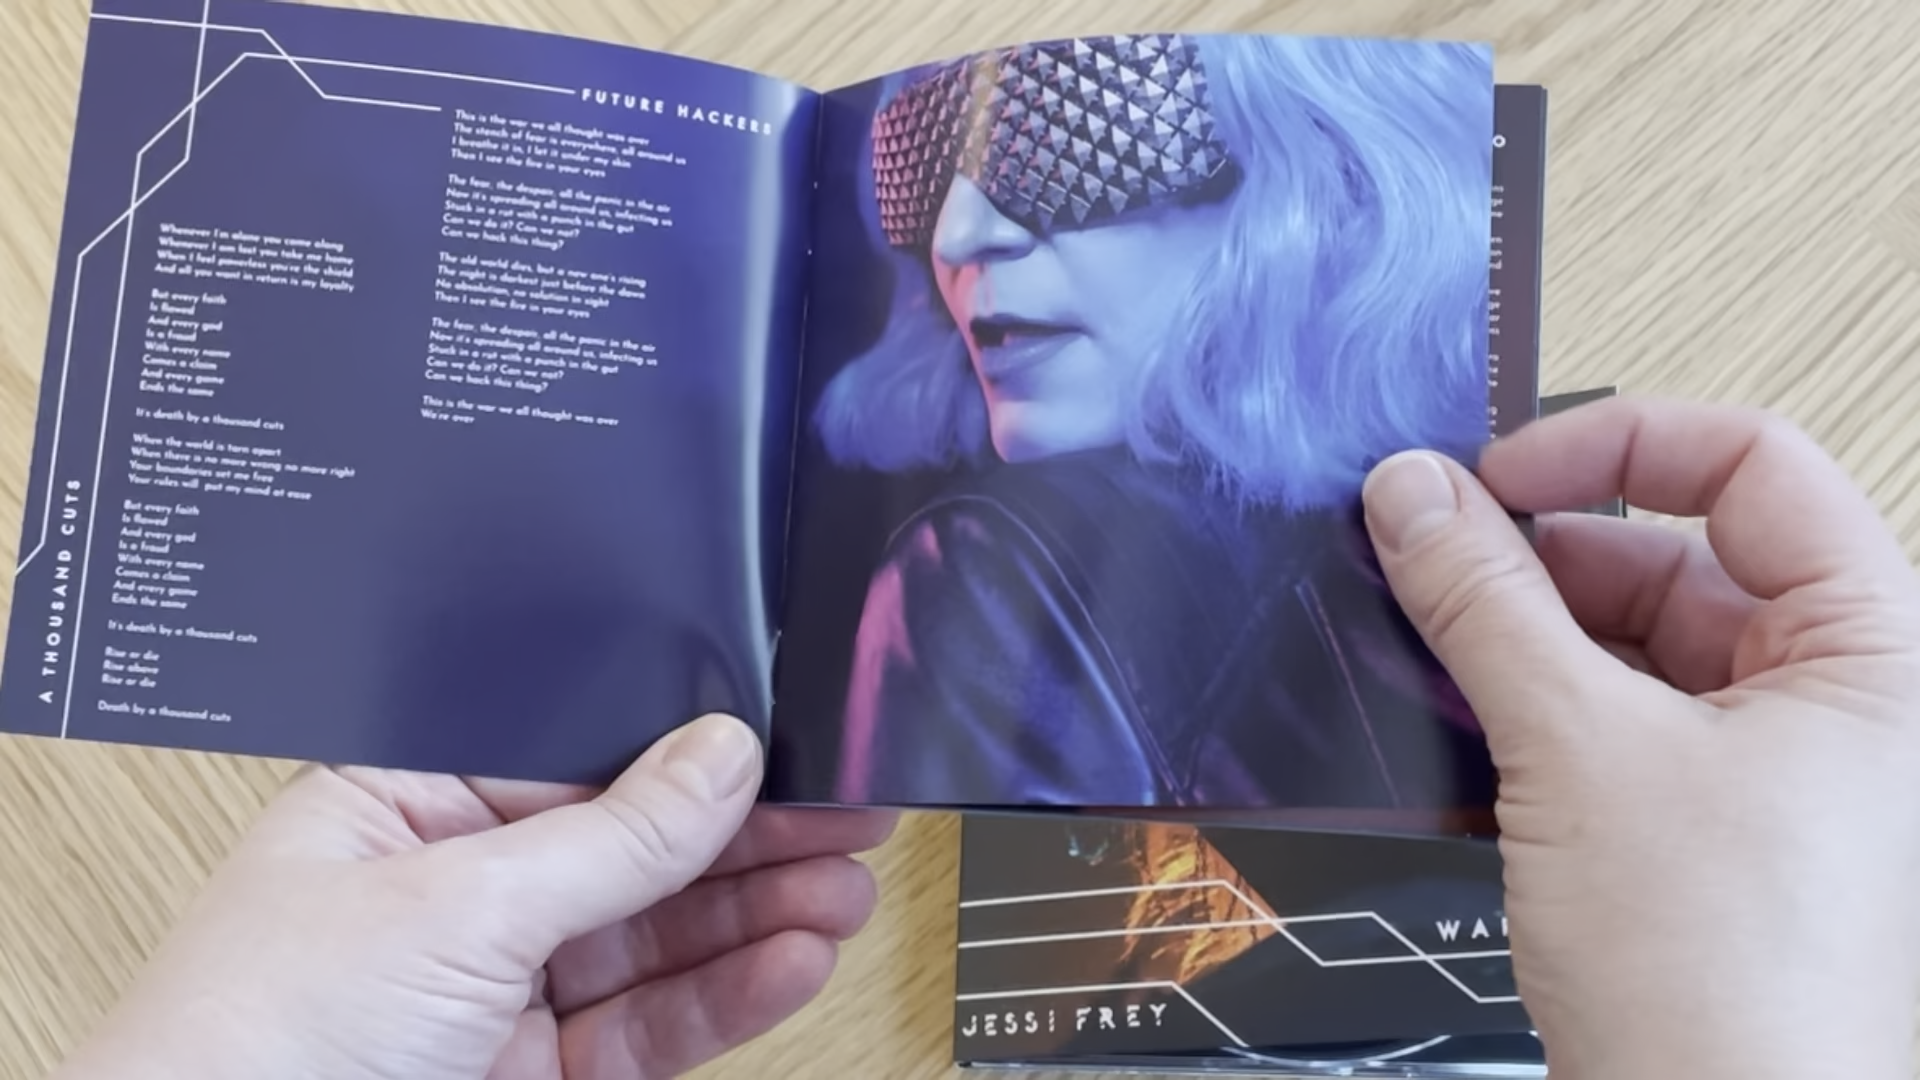 FUTURE HACKERS
This is the war we all thought was over
The stench of fear is everywhere, all around us
I breathe it in, I let it under my skin
Then I see the fire in your eyes
The fear, the despair, all the panic in the air
Now it's spreading all around us, infecting us
Stuck in a rut with a punch in the gut
Can we do it? Can we not?
Can we hack this thing?
The old world dies, but a new one's rising
The night is darkest just before the dawn
No absolution, no solution in sight
Then I see the fire in your eyes
The fear, the despair, all the panic in the air
Now it's spreading all around us, infecting us
Stuck in a rut with a punch in the gut
Can we do it? Can we not?
Can we hack this thing?
This is the war we all thought was over
We're over
A THOUSAND CUTS
Whenever I'm alone you come along
Whenever I am lost you take me home
When I feel powerless you're the shield
And all you want in return is my loyalty
But every faith
Is flawed
And every god
Is a fraud
With every name
Comes a claim
And every game
Ends the same
It's death by a thousand cuts
When the world is torn apart
When there is no more wrong no more right
Your boundaries set me free
Your rules will put my mind at ease
But every faith
Is flawed
And every god
Is a fraud
With every name
Comes a claim
And every game
Ends the same
It's death by a thousand cuts
Rise or die
Rise above
Rise or die
Death by a thousand cuts
WA
JESSI FREY